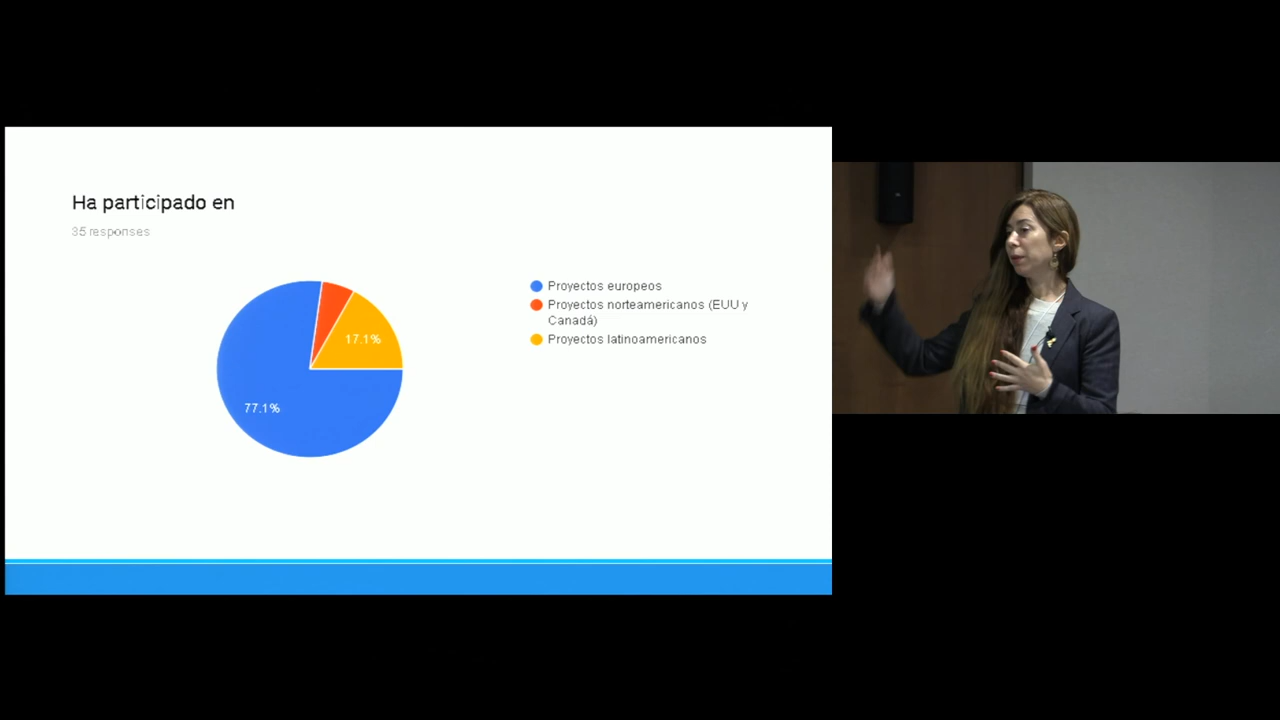 Ha participado en
35 responses
17.1%
77.1%
Proyectos europeos
Proyectos norteamericanos (EUU y
Canadá)
Proyectos latinoamericanos